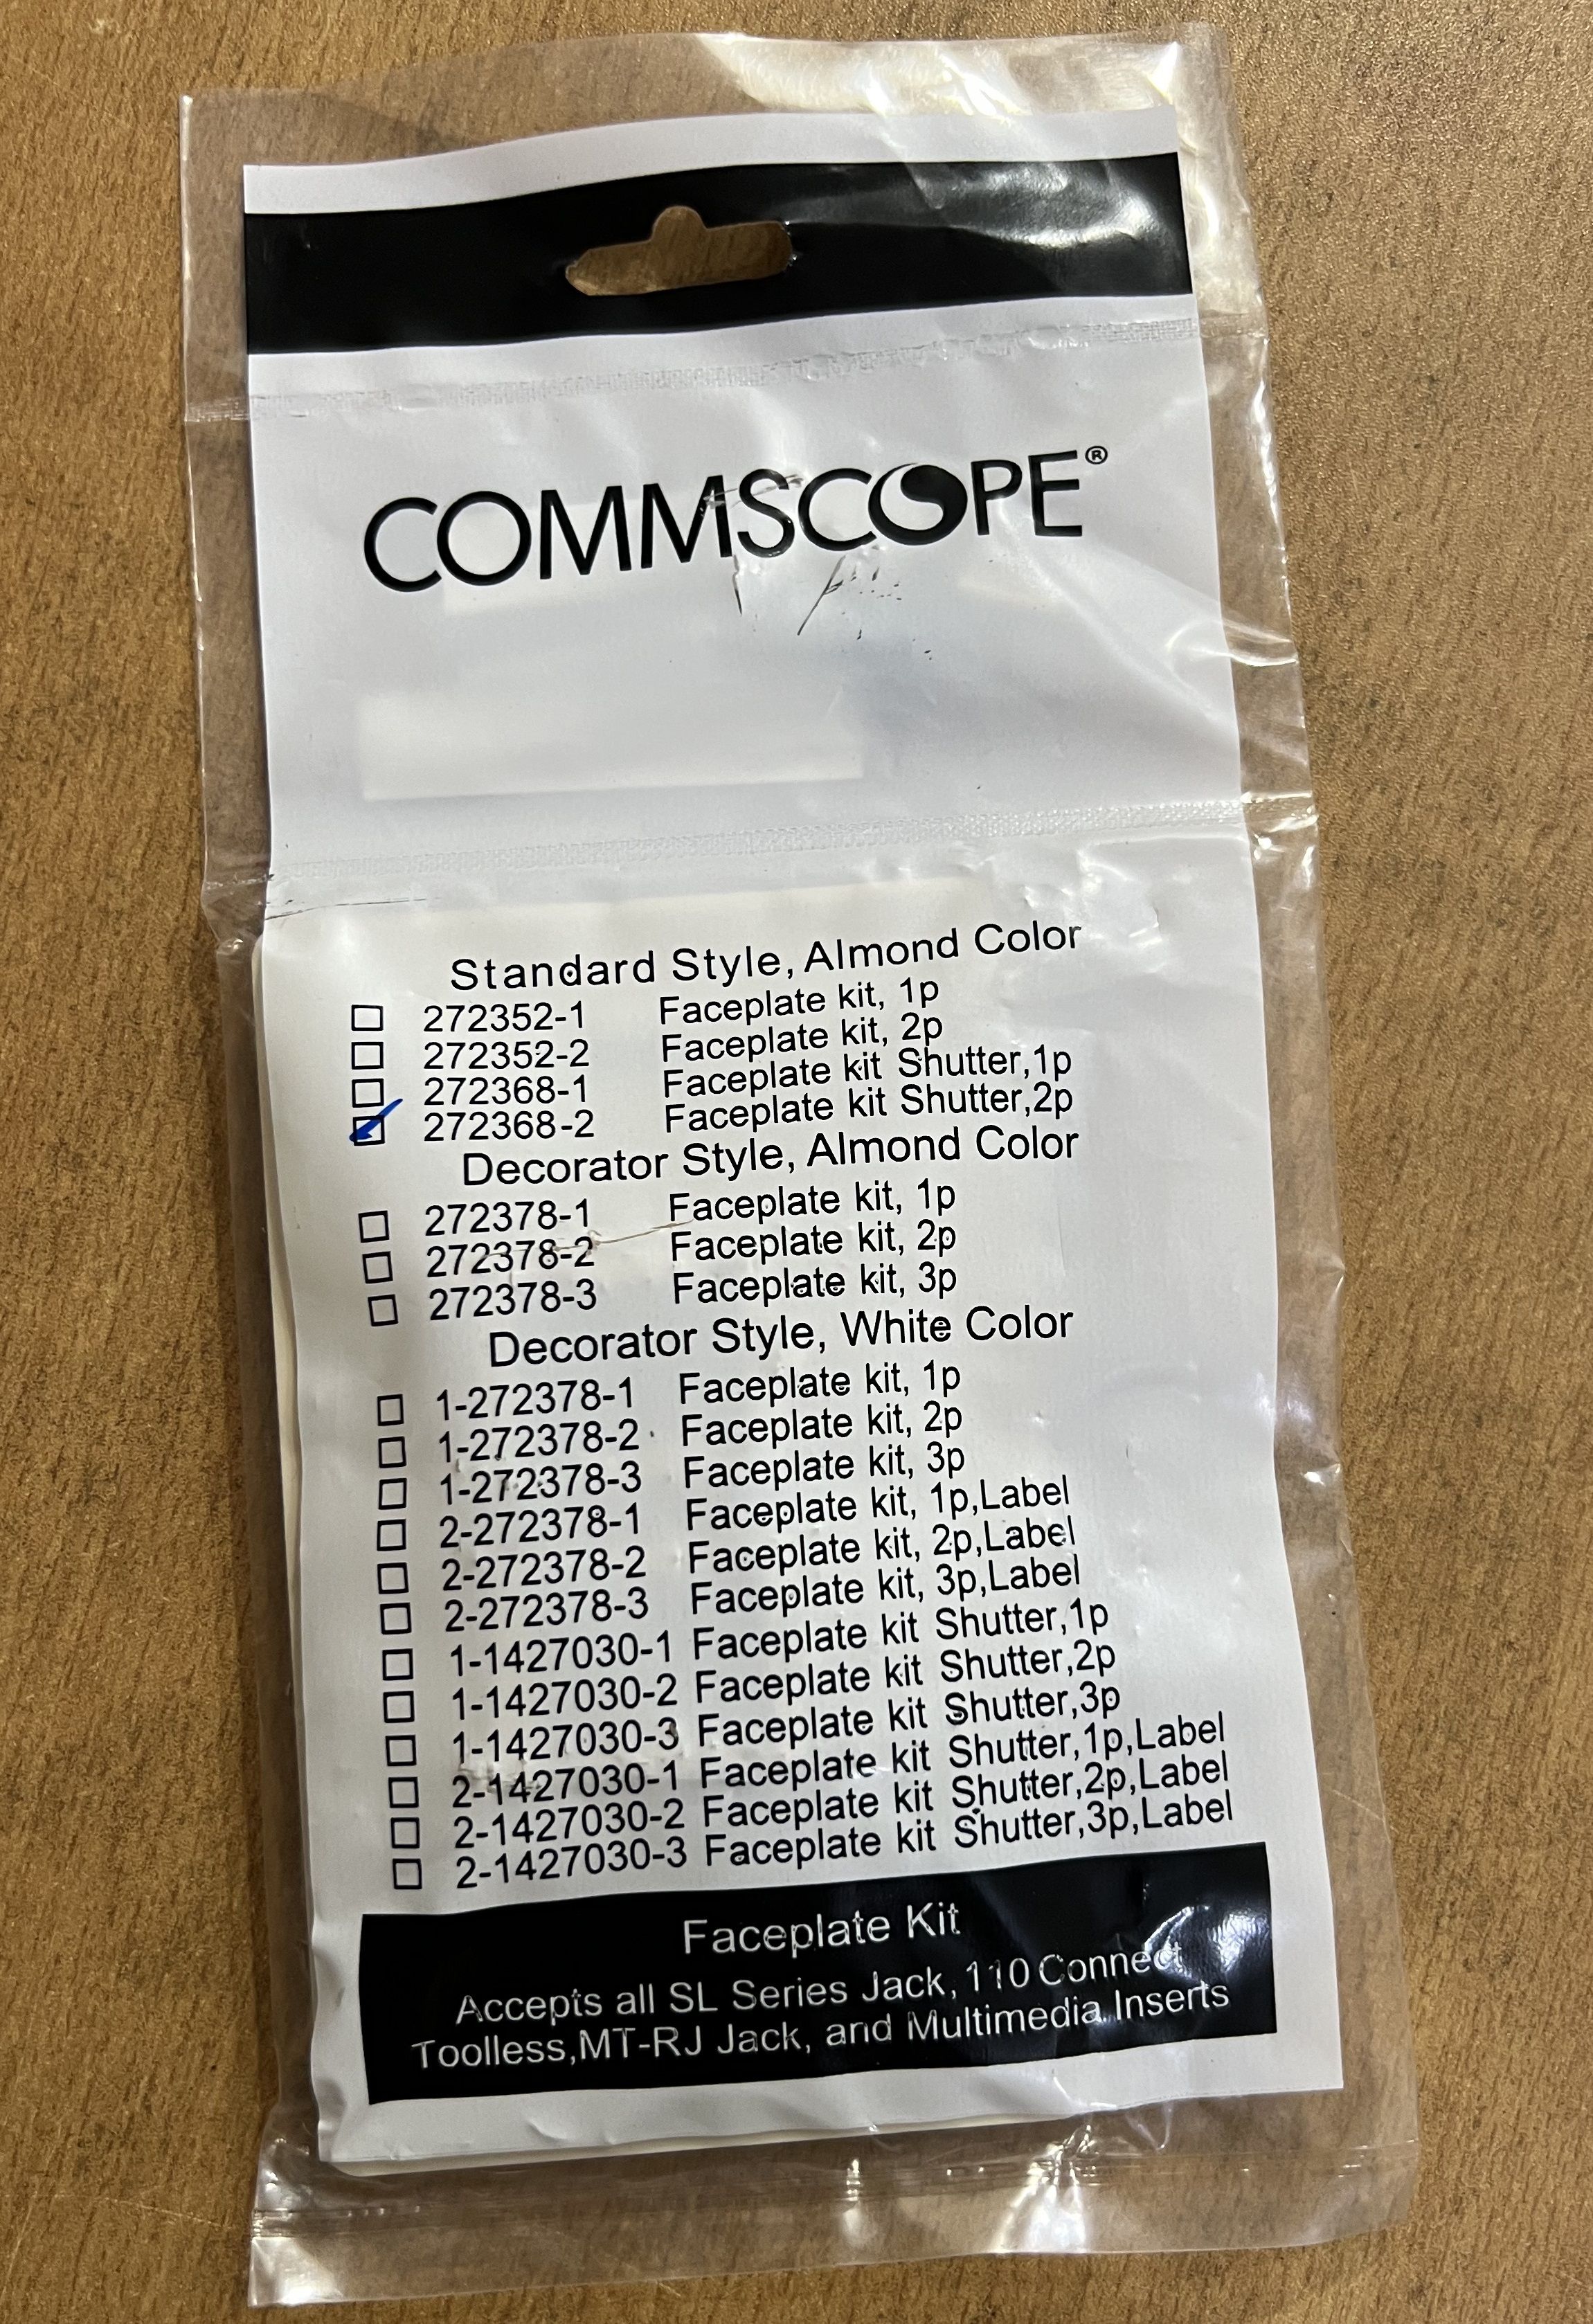 COMMSCOPE®
Standard Style, Almond Color
☐ 272352-1 Faceplate kit, 1p
☐ 272352-2 Faceplate kit, 2p
☐ 272368-1 Faceplate kit Shutter,1p
☑ 272368-2 Faceplate kit Shutter,2p
Decorator Style, Almond Color
☐ 272378-1 Faceplate kit, 1p
☐ 272378-2 Faceplate kit, 2p
☐ 272378-3 Faceplate kit, 3p
Decorator Style, White Color
☐ 1-272378-1 Faceplate kit, 1p
☐ 1-272378-2 Faceplate kit, 2p
☐ 1-272378-3 Faceplate kit, 3p
☐ 2-272378-1 Faceplate kit, 1p,Label
☐ 2-272378-2 Faceplate kit, 2p,Label
☐ 2-272378-3 Faceplate kit, 3p,Label
☐ 1-1427030-1 Faceplate kit Shutter,1p
☐ 1-1427030-2 Faceplate kit Shutter,2p
☐ 1-1427030-3 Faceplate kit Shutter,3p
☐ 2-1427030-1 Faceplate kit Shutter,1p,Label
☐ 2-1427030-2 Faceplate kit Shutter,2p,Label
☐ 2-1427030-3 Faceplate kit Shutter,3p,Label
Faceplate Kit
Accepts all SL Series Jack, 110 Connect
Toolless,MT-RJ Jack, and Multimedia Inserts